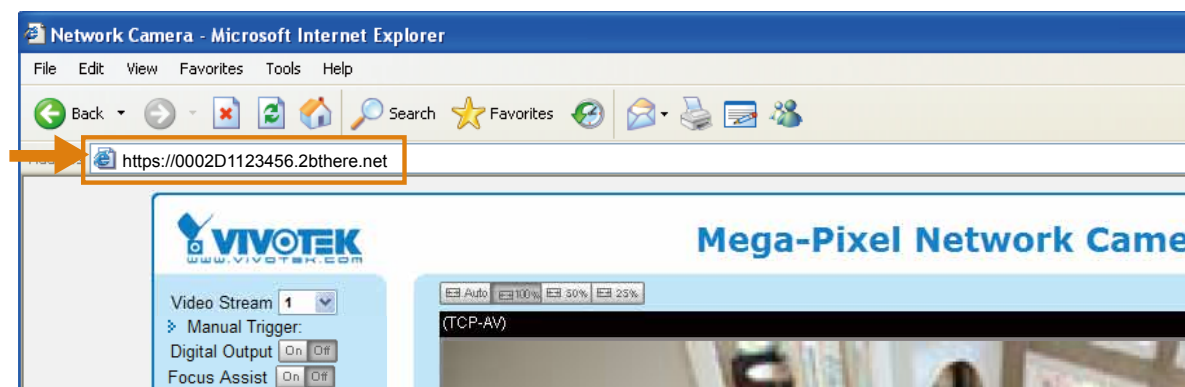 Network Camera - Microsoft Internet Explorer
File Edit View Favorites Tools Help
Back Search Favorites
https://0002D1123456.2bthere.net
VIVOTEK
www.vivotek.com
Mega-Pixel Network Came
Video Stream 1
Auto 100% 50% 25%
Manual Trigger:
(TCP-AV)
Digital Output On Off
Focus Assist On Off